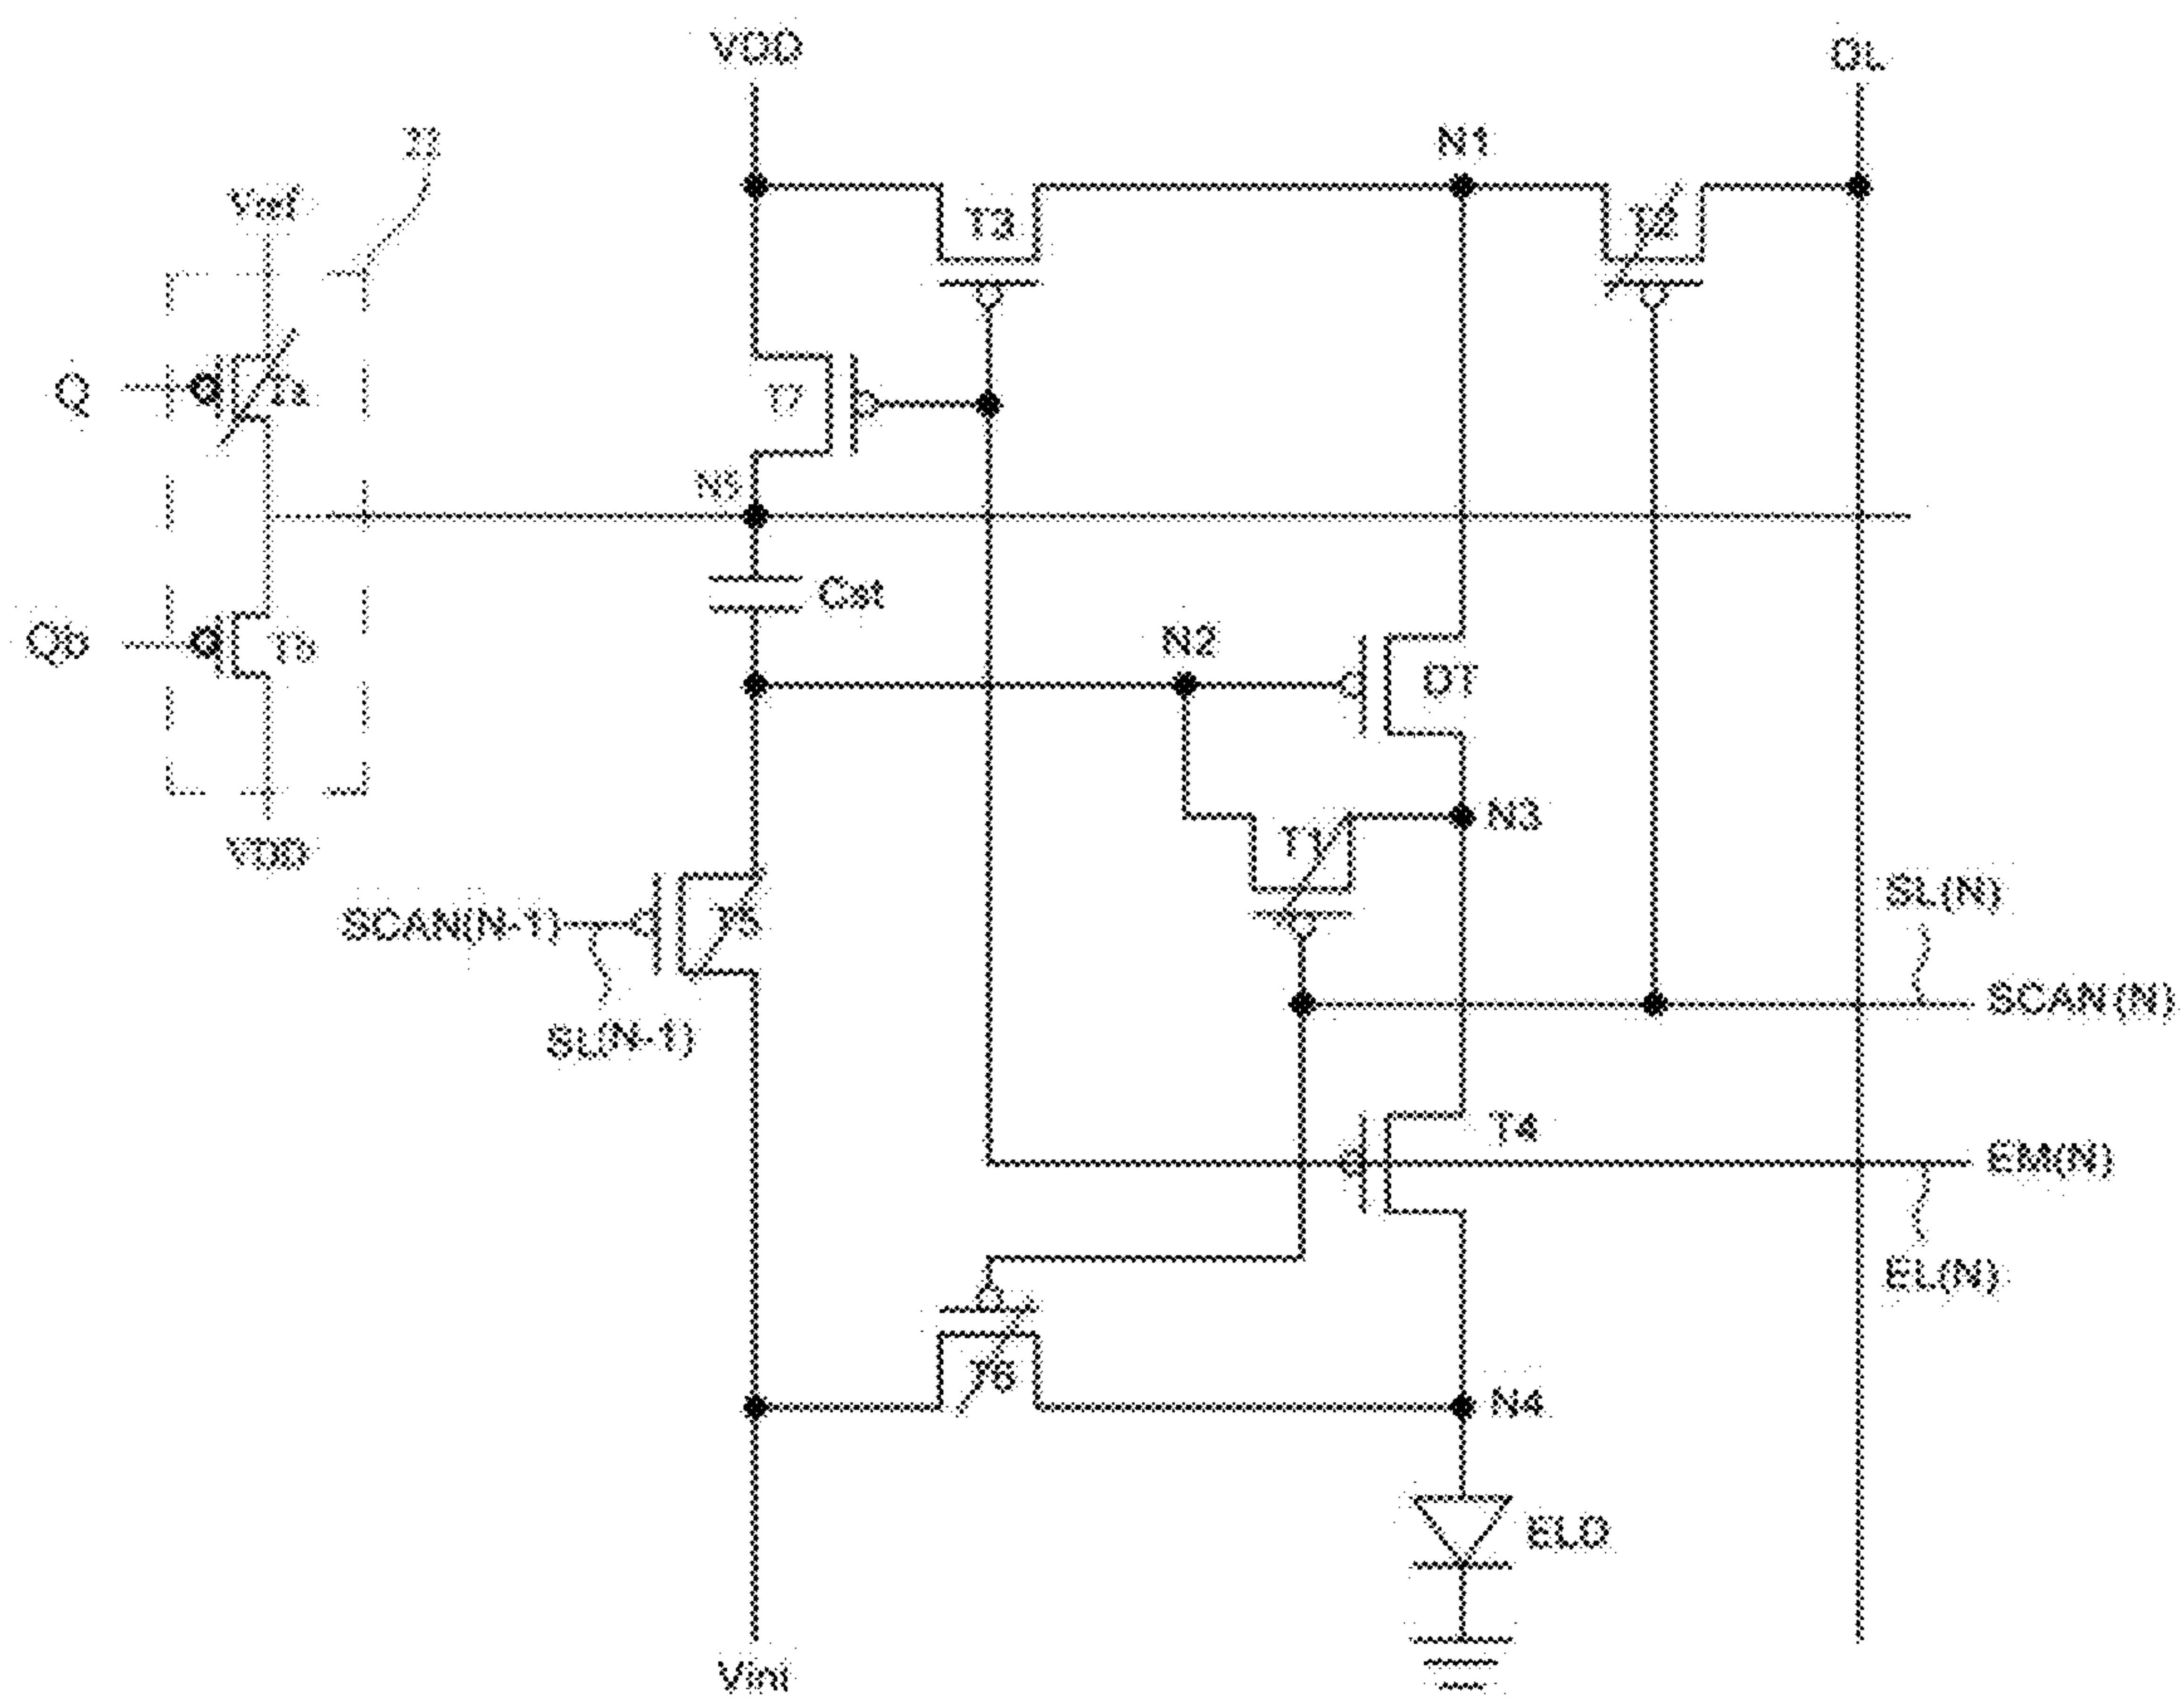 VDD
DL
N1
Vref
T3
T2
Q
T7
N5
Cst
N2
Qb
Tb
DT
T1
N3
VDD
SL(N)
SCAN(N-1)
T5
SCAN(N)
SL(N-1)
T4
EM(N)
EL(N)
T6
N4
ELD
Vini